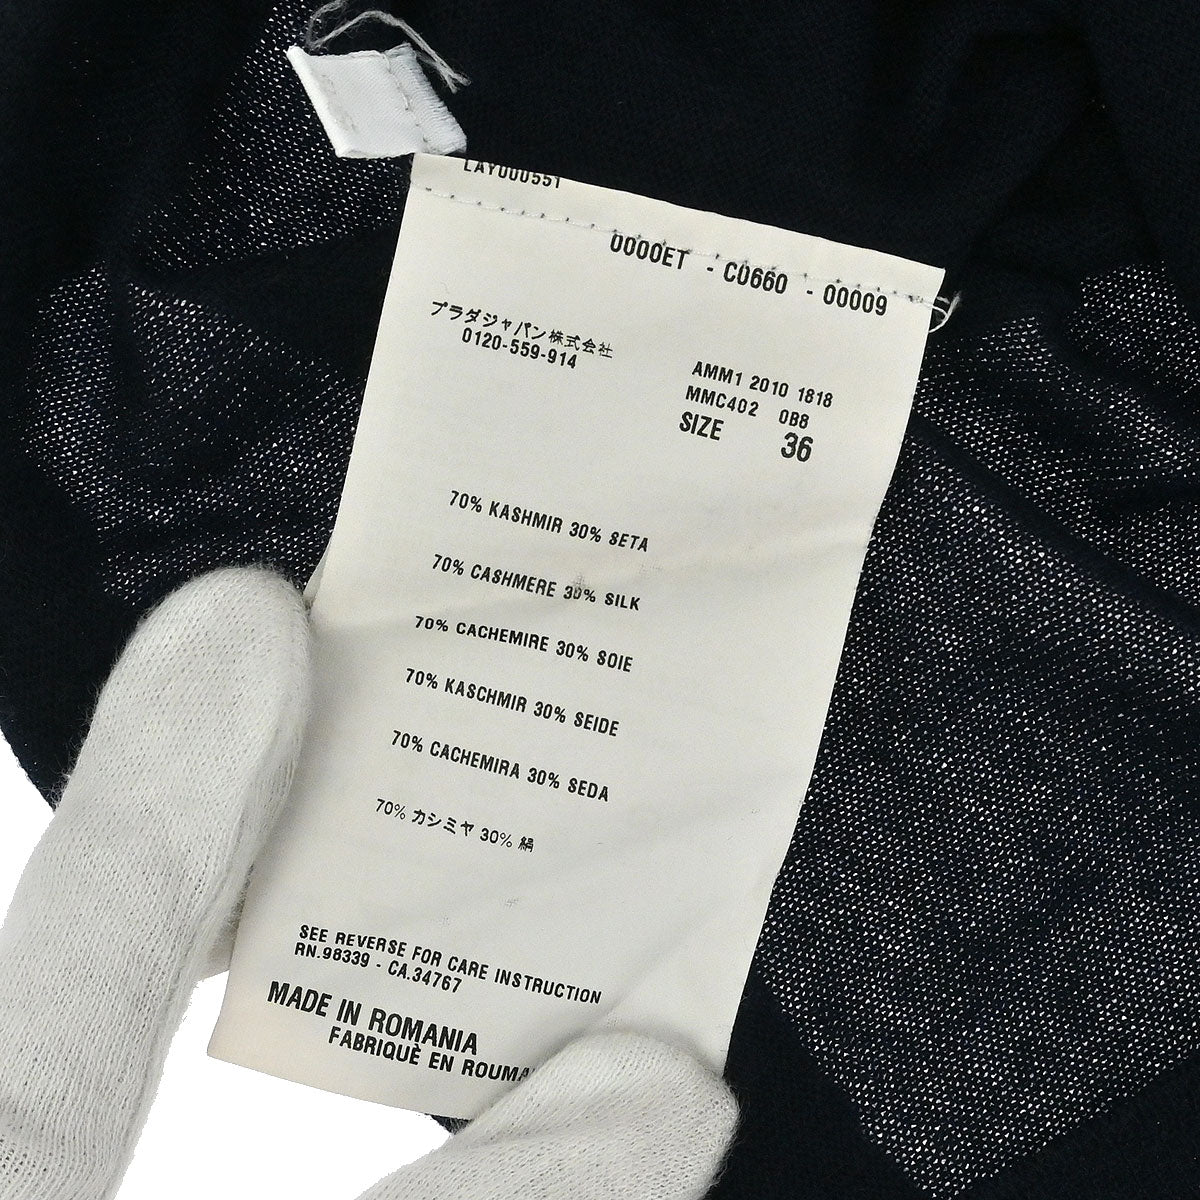 LAY000551
0000ET - C0660 - 00009
プラダジャパン株式会社
0120-559-914
AMM1 2010 1818
MMC402 0B8
SIZE 36
70% KASHMIR 30% SETA
70% CASHMERE 30% SILK
70% CACHEMIRE 30% SOIE
70% KASCHMIR 30% SEIDE
70% CACHEMIRA 30% SEDA
70% カシミヤ 30% 絹
SEE REVERSE FOR CARE INSTRUCTION
RN.98339 - CA.34767
MADE IN ROMANIA
FABRIQUÈ EN